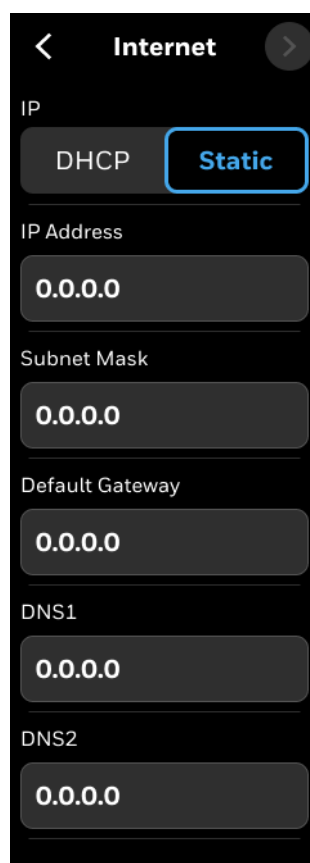 Internet
IP
DHCP Static
IP Address
0.0.0.0
Subnet Mask
0.0.0.0
Default Gateway
0.0.0.0
DNS1
0.0.0.0
DNS2
0.0.0.0